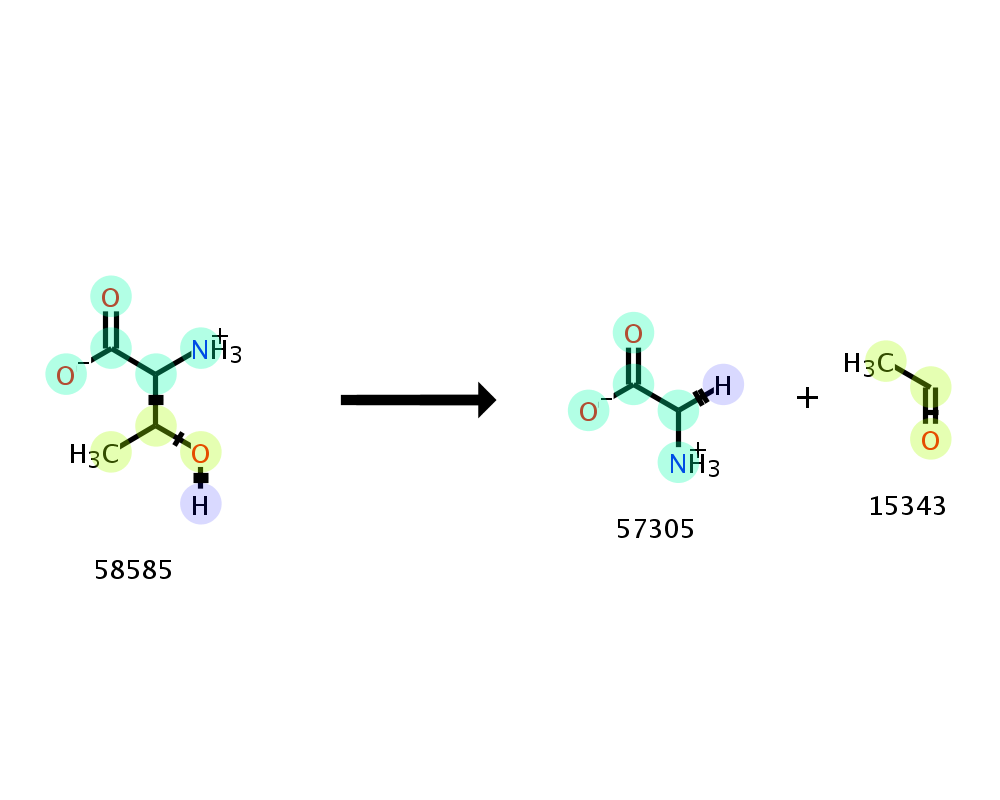 O
O⁻ NH₃⁺
H₃C O
H
58585
O
O⁻ H
NH₃⁺
57305
+
H₃C
O
15343